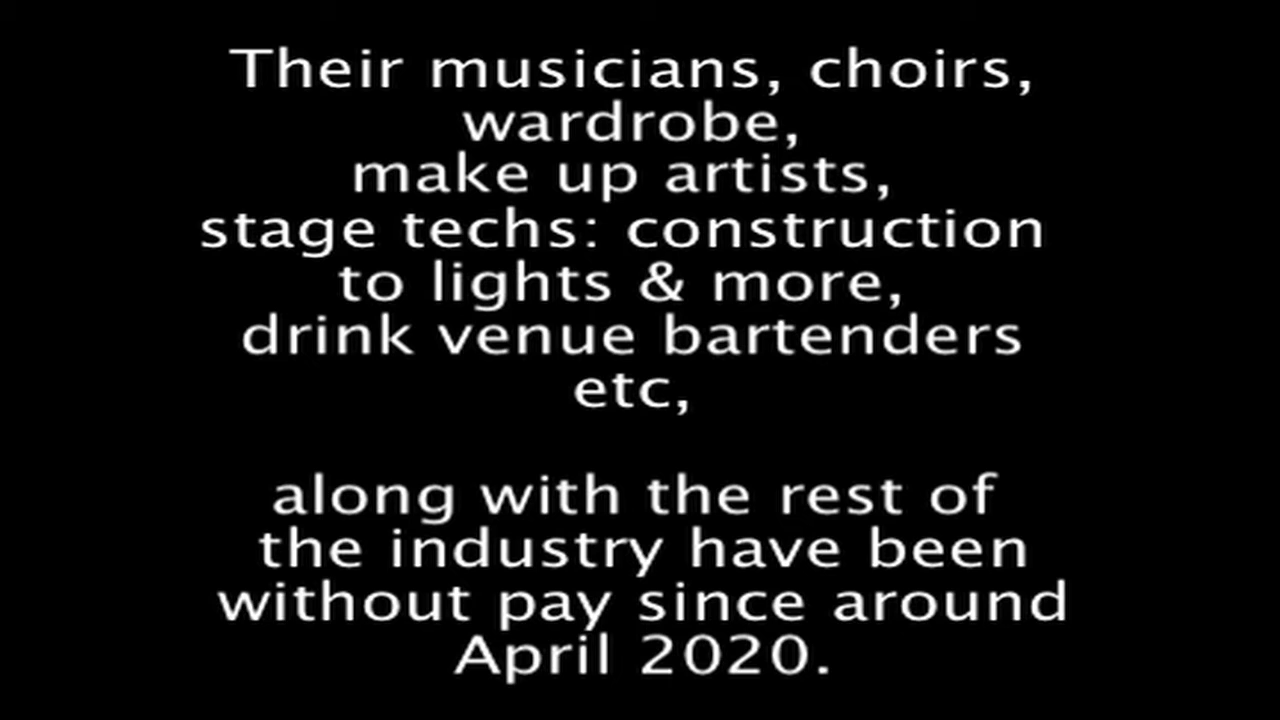 Their musicians, choirs,
wardrobe,
make up artists,
stage techs: construction
to lights & more,
drink venue bartenders
etc,
along with the rest of
the industry have been
without pay since around
April 2020.